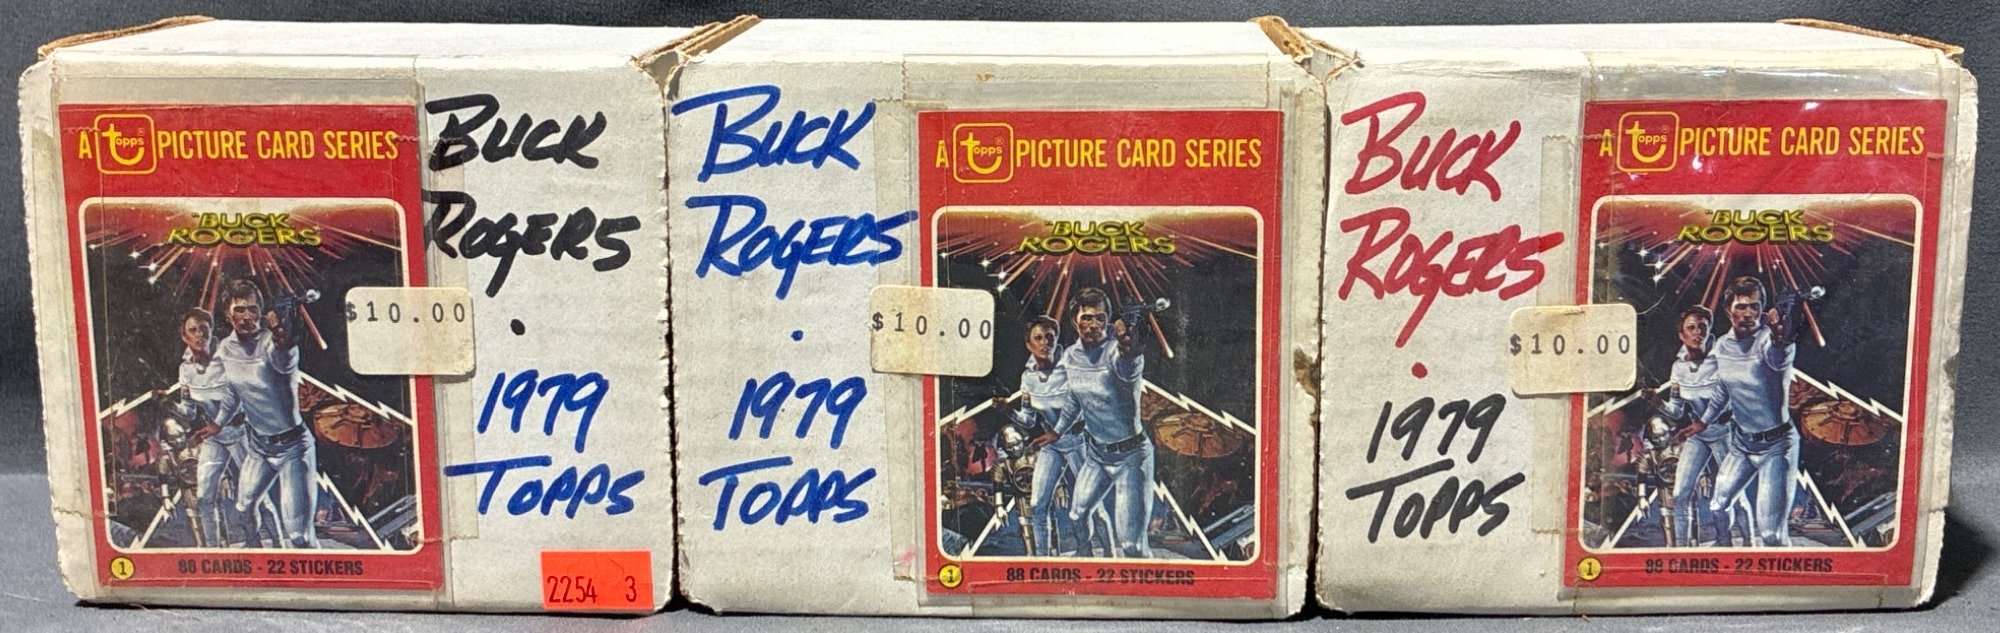 A topps® PICTURE CARD SERIES
"BUCK
ROGERS
$10.00
1
88 CARDS - 22 STICKERS
BUCK
ROGERS
·
1979
TOPPS
2254 3
BUCK
ROGERS
·
1979
TOPPS
A topps® PICTURE CARD SERIES
"BUCK
ROGERS
$10.00
1
88 CARDS - 22 STICKERS
BUCK
ROGERS
·
1979
TOPPS
A topps® PICTURE CARD SERIES
"BUCK
ROGERS
$10.00
1
88 CARDS - 22 STICKERS